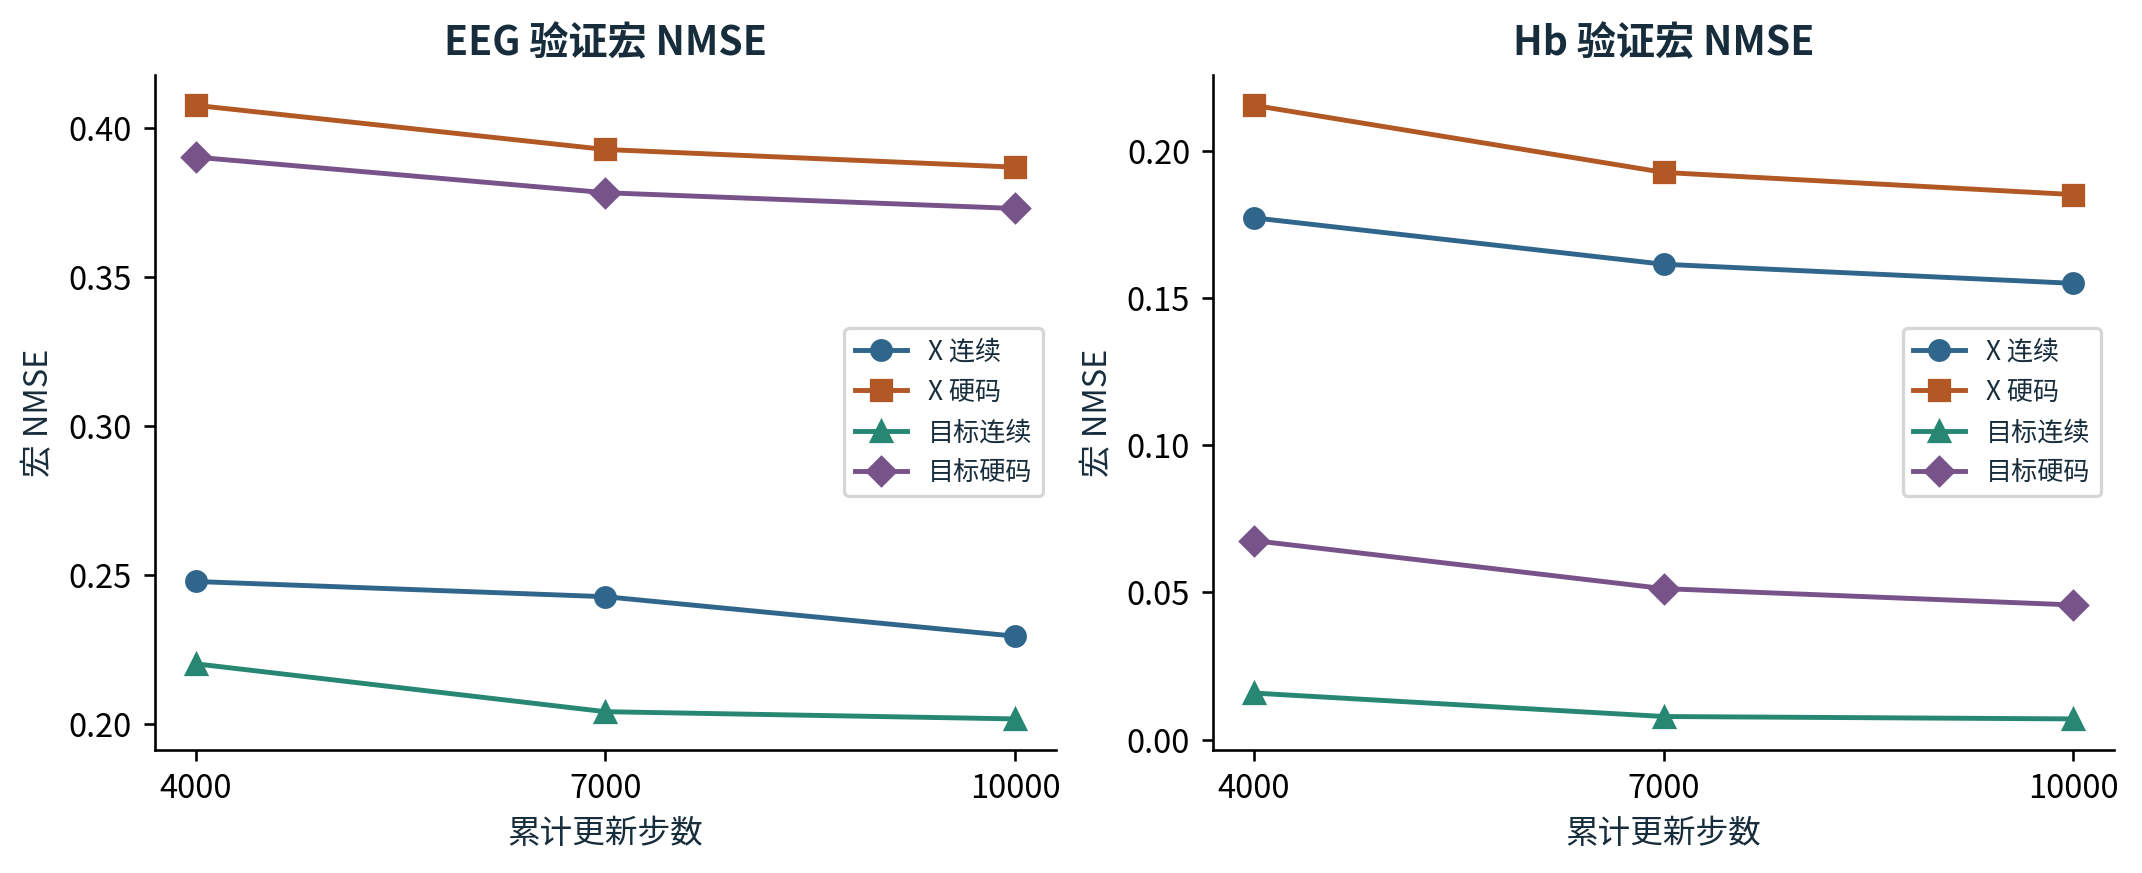 EEG 验证宏 NMSE
宏 NMSE
0.40
0.35
0.30
0.25
0.20
4000
7000
10000
累计更新步数
X 连续
X 硬码
目标连续
目标硬码
Hb 验证宏 NMSE
宏 NMSE
0.20
0.15
0.10
0.05
0.00
4000
7000
10000
累计更新步数
X 连续
X 硬码
目标连续
目标硬码